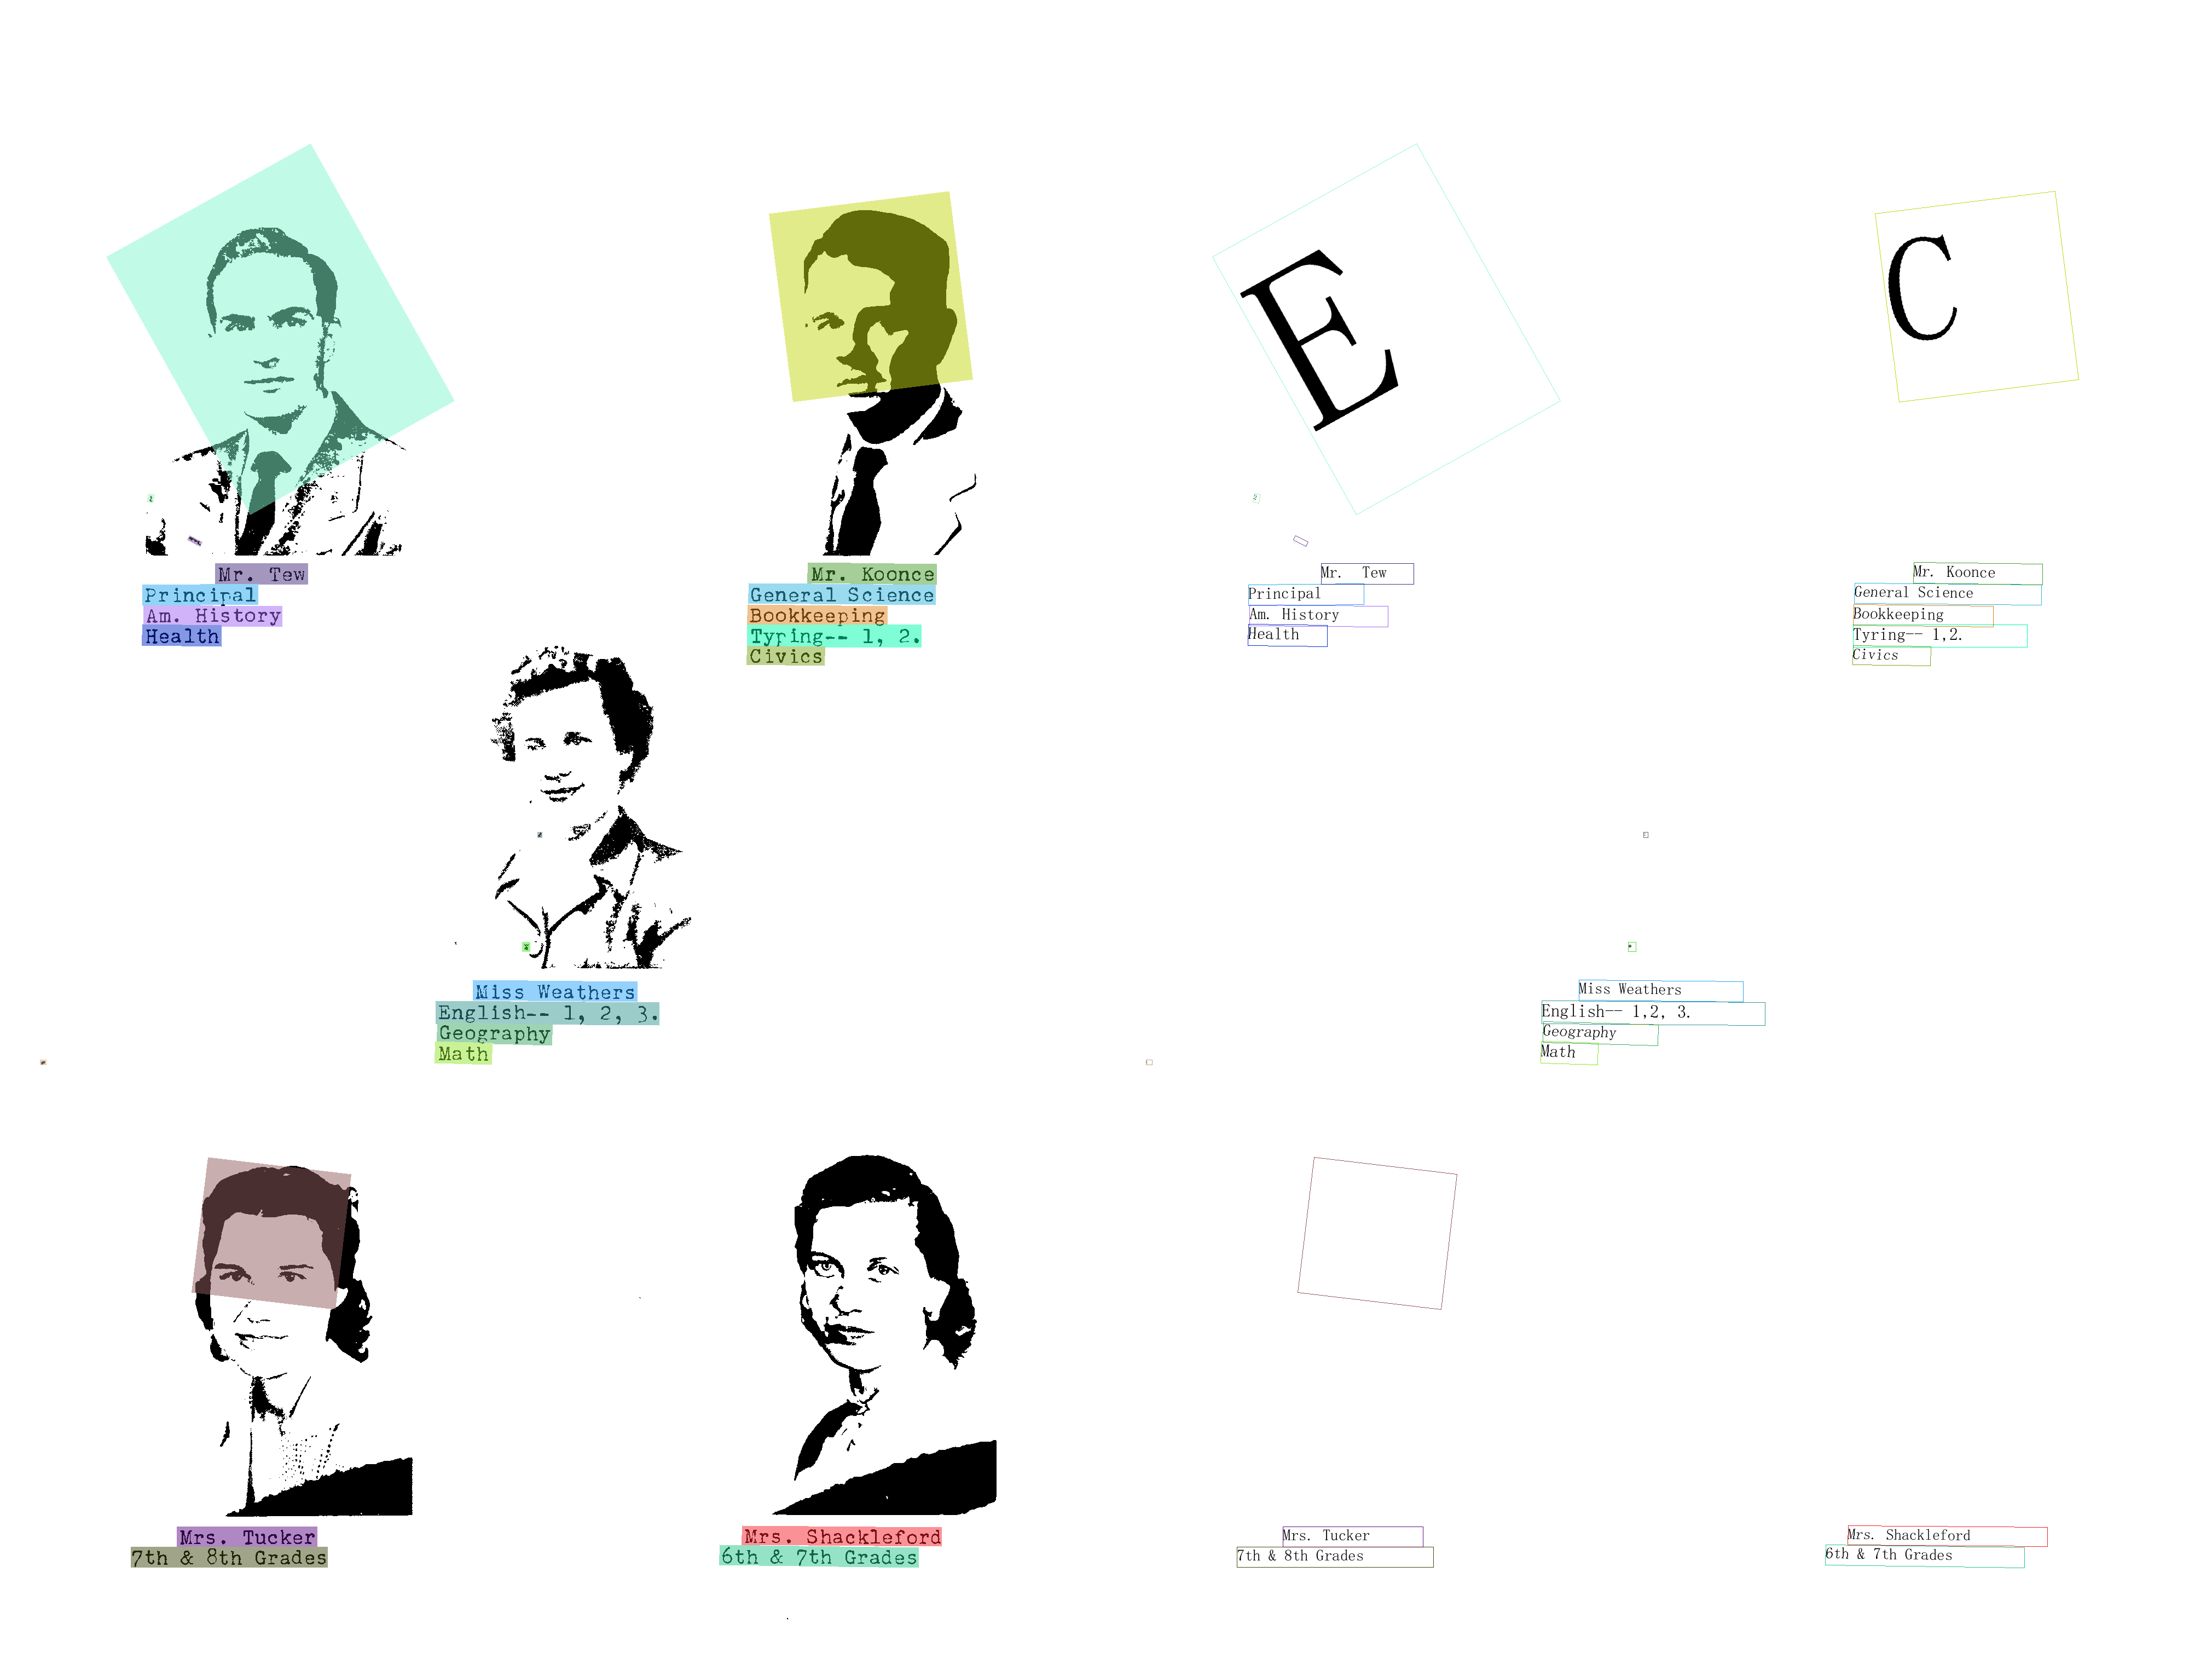 Mr. Tew
Principal
Am. History
Health
Mr. Koonce
General Science
Bookkeeping
Typing-- 1, 2.
Civics
Miss Weathers
English-- 1, 2, 3.
Geography
Math
Mrs. Tucker
7th & 8th Grades
Mrs. Shackleford
6th & 7th Grades
E
Mr. Tew
Principal
Am. History
Health
C
Mr. Koonce
General Science
Bookkeeping
Tyring-- 1,2.
Civics
Miss Weathers
English-- 1,2, 3.
Geography
Math
Mrs. Tucker
7th & 8th Grades
Mrs. Shackleford
6th & 7th Grades